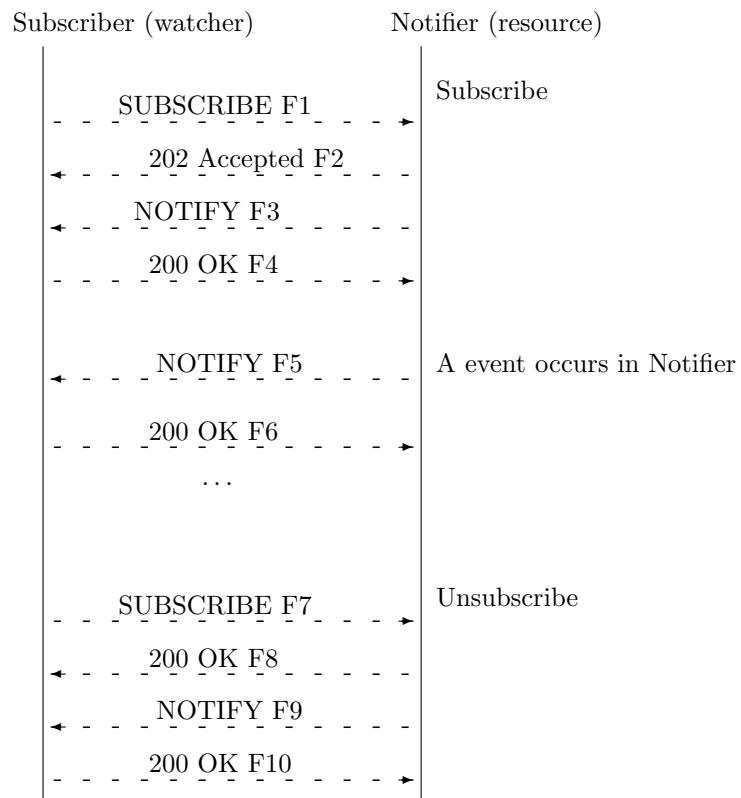 Subscriber (watcher)
Notifier (resource)
Subscribe
SUBSCRIBE F1
202 Accepted F2
NOTIFY F3
200 OK F4
NOTIFY F5
A event occurs in Notifier
200 OK F6
...
SUBSCRIBE F7
Unsubscribe
200 OK F8
NOTIFY F9
200 OK F10